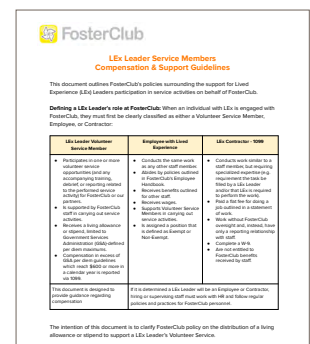 FosterClub
LEx Leader Service Members
Compensation & Support Guidelines
This document outlines FosterClub's policies surrounding the support for Lived
Experience (LEx) Leaders participation in service activities on behalf of FosterClub.
Defining a LEx Leader's role at FosterClub: When an individual with LEx is engaged with
FosterClub, they must first be clearly classified as either a Volunteer Service Member,
Employee, or Contractor:
LEx Leader Volunteer
Service Member
● Participates in one or more
volunteer service
opportunities (and any
accompanying training,
debrief or reporting related
to the performed service
activity) for FosterClub or our
partners.
● Is supported by FosterClub
staff in carrying out service
activities.
● Receives a living allowance
or stipend, limited to
Government Services
Administration (GSA)-defined
per diem maximums.
● Compensation in excess of
GSA per diem guidelines
which reach $600 or more in
a calendar year is reported
via 1099.
Employee with Lived
Experience
● Conducts the same work
as any other staff member.
● Abides by policies outlined
in FosterClub's Employee
Handbook.
● Receives benefits outlined
for other staff.
● Receives wages.
● Supports Volunteer Service
Members in carrying out
service activities.
● Is assigned a position that
is defined as Exempt or
Non-Exempt.
LEx Contractor - 1099
● Conducts work similar to a
staff member, but requiring
specialized expertise (e.g.
requirement the task be
filled by a LEx Leader
and/or that LEx is required
to perform the work).
● Paid a flat fee for doing a
job outlined in a statement
of work.
● Work without FosterClub
oversight and, instead, have
only a reporting relationship
with staff.
● Complete a W-9
● Are not entitled to
FosterClub benefits
received by staff.
This document is designed to
provide guidance regarding
compensation
If it is determined a LEx Leader will be an Employee or Contractor,
hiring or supervising staff must work with HR and follow regular
policies and practices for FosterClub personnel.
The intention of this document is to clarify FosterClub policy on the distribution of a living
allowance or stipend to support a LEx Leader's Volunteer Service.